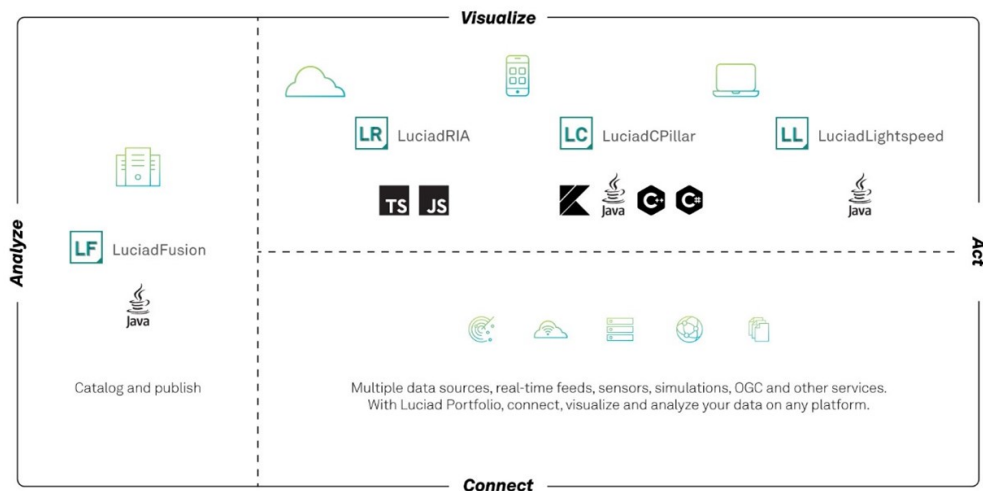 Visualize
LR LuciadRIA
LC LuciadCPillar
LL LuciadLightspeed
TS JS
Java
C++
C#
Java
Analyze
LF LuciadFusion
Java
Catalog and publish
Act
Multiple data sources, real-time feeds, sensors, simulations, OGC and other services.
With Luciad Portfolio, connect, visualize and analyze your data on any platform.
Connect